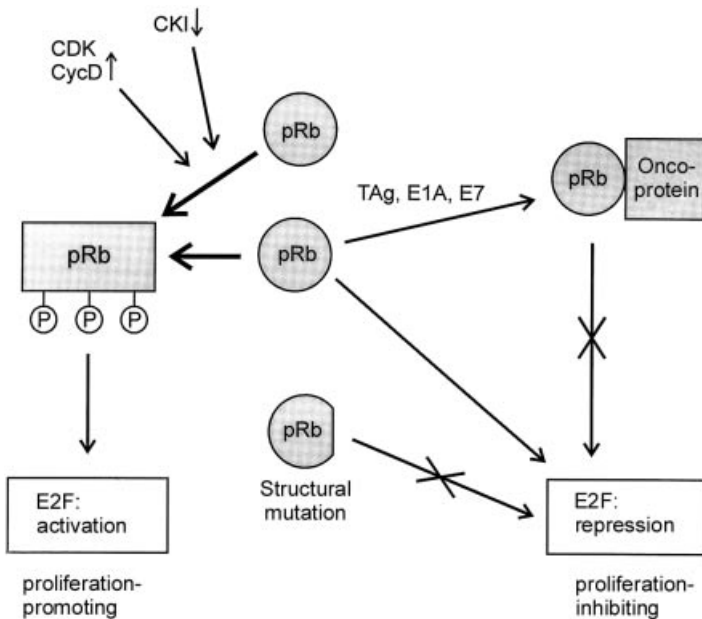 CKI↓
CDK
CycD↑
pRb
pRb
Onco-
protein
TAg, E1A, E7
pRb
pRb
P P P
pRb
Structural
mutation
E2F:
activation
E2F:
repression
proliferation-
promoting
proliferation-
inhibiting